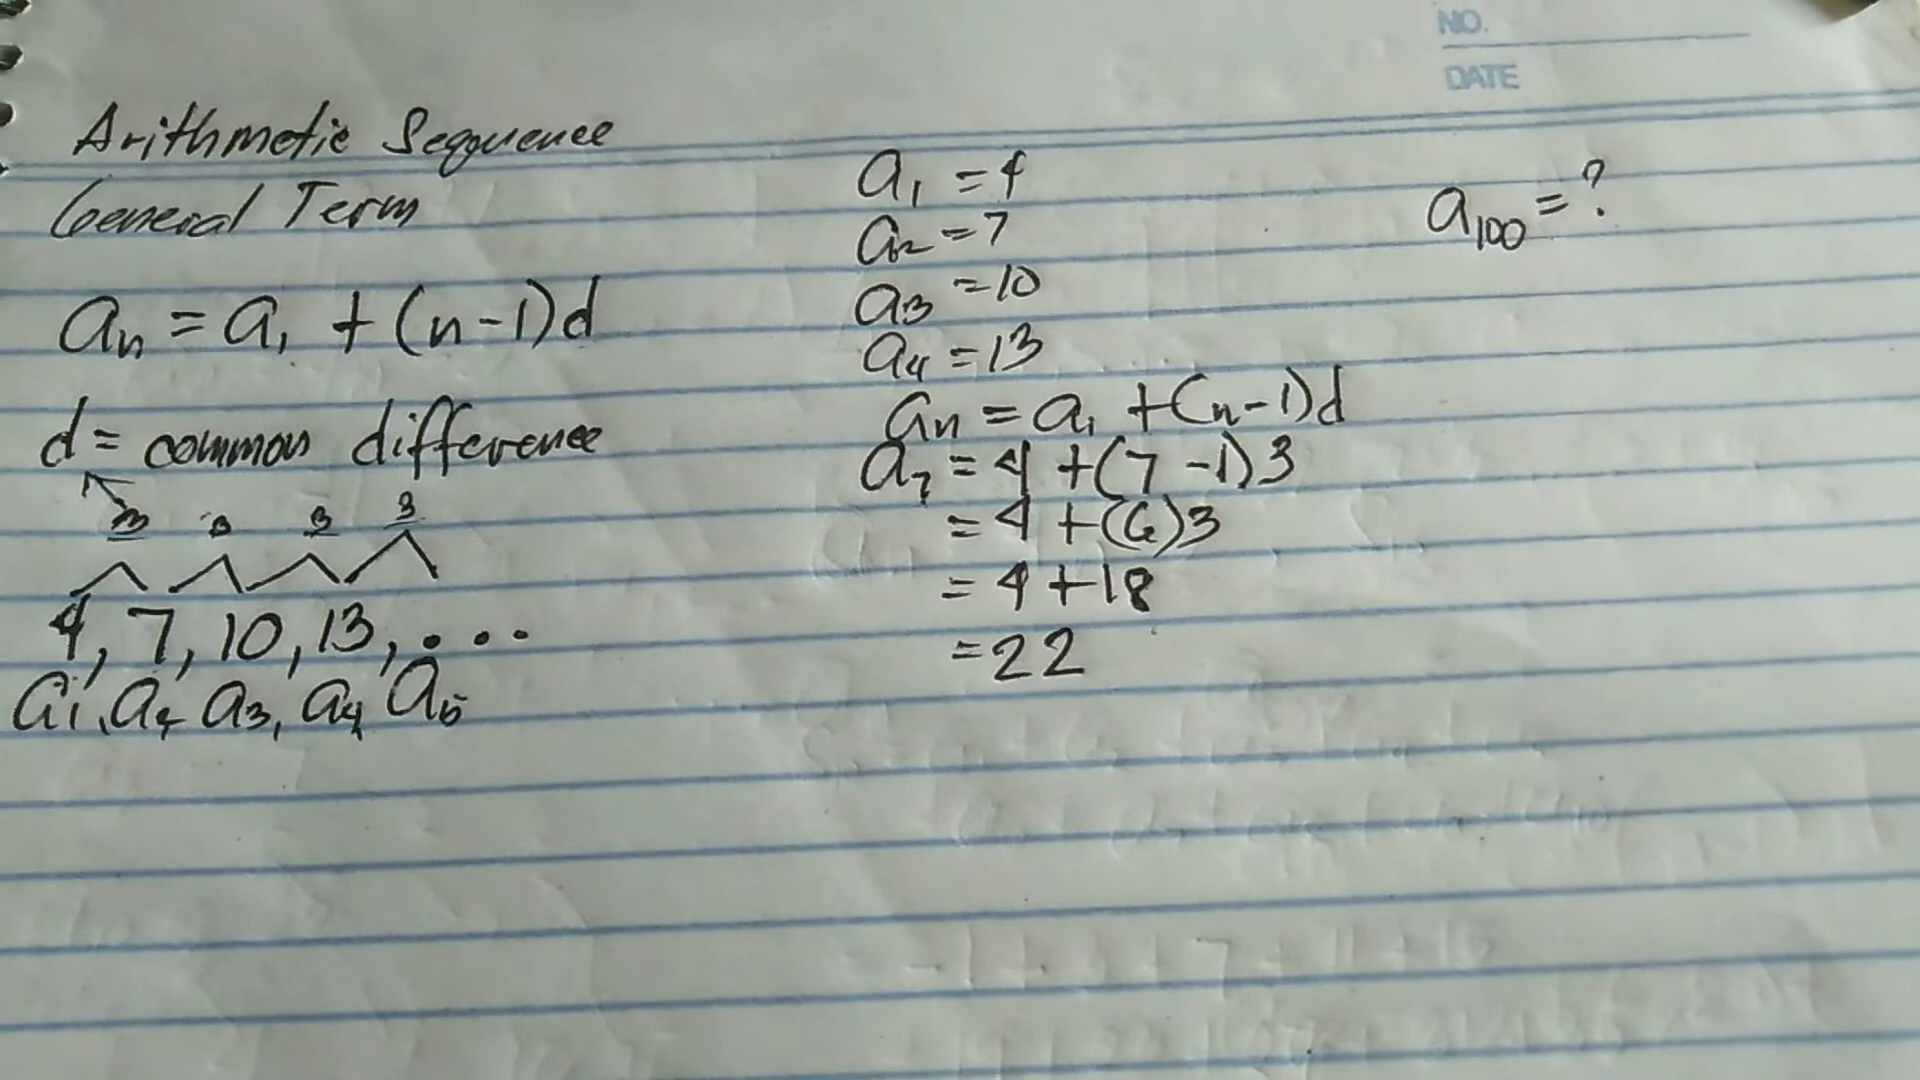 NO.
DATE
Arithmetic Seqquence
General Term
an = a1 + (n-1)d
d = common difference
3 3 3 3
4, 7, 10, 13, . . .
a1, a2, a3, a4, a5
a1 = 4
a2 = 7
a3 = 10
a4 = 13
an = a1 + (n-1)d
a7 = 4 + (7-1)3
= 4 + (6)3
= 4 + 18
= 22
a100 = ?